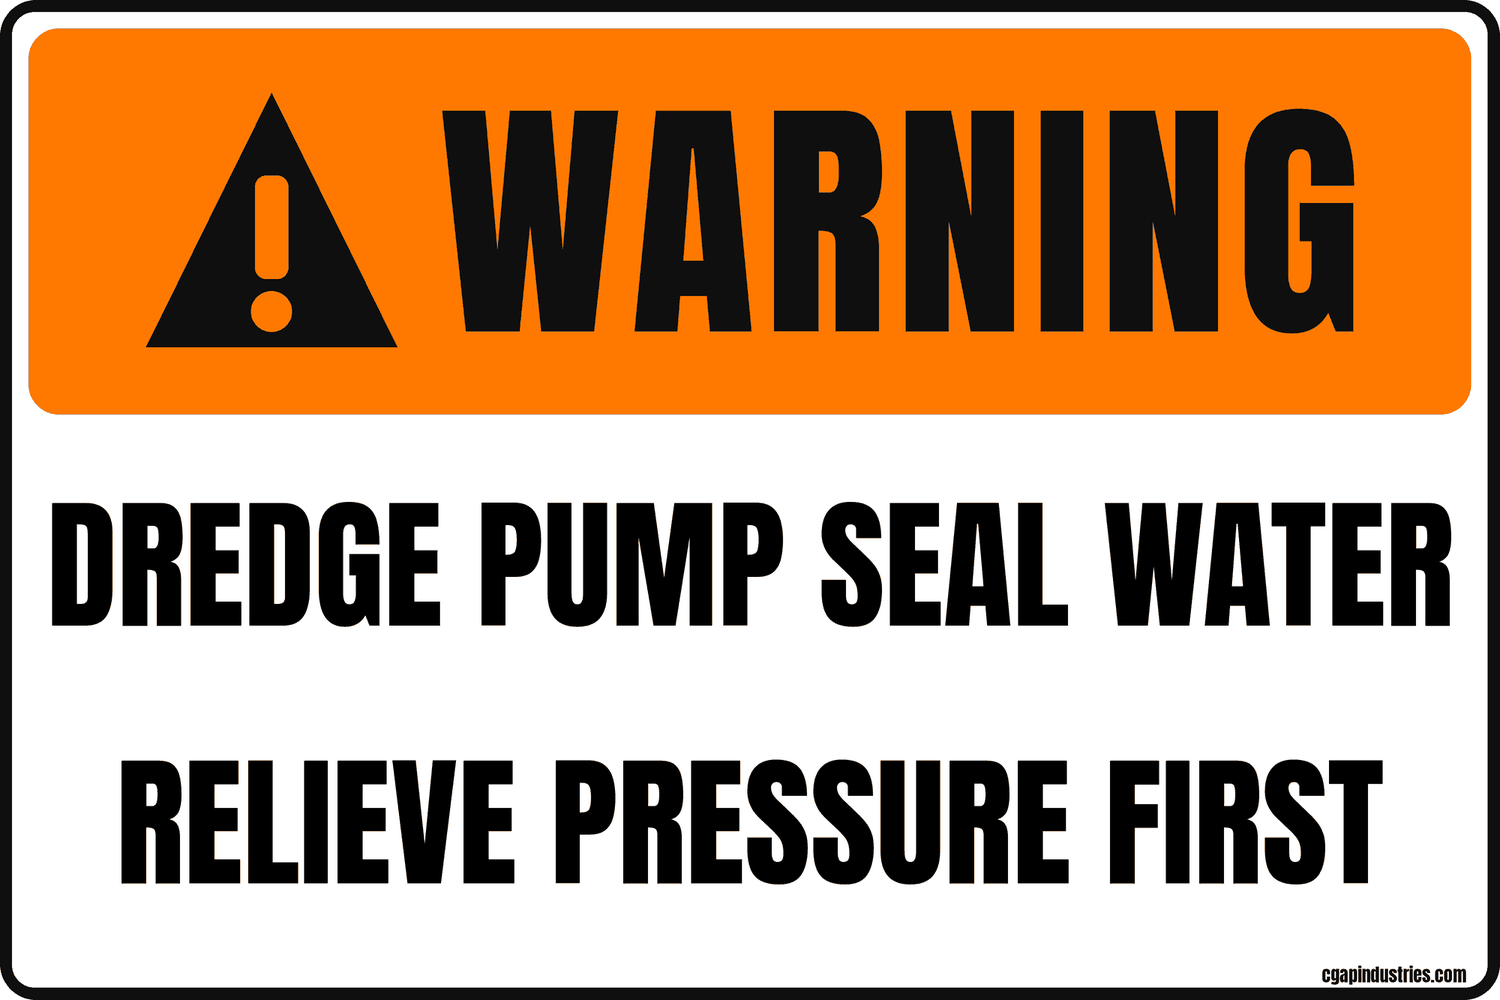 WARNING
DREDGE PUMP SEAL WATER
RELIEVE PRESSURE FIRST
cgapindustries.com